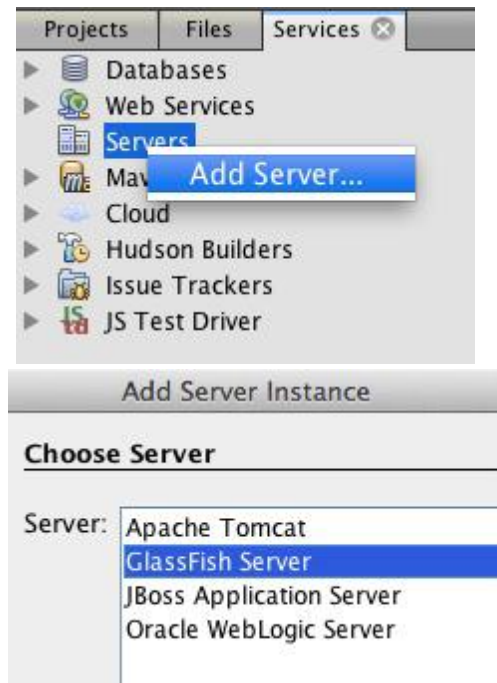 Projects Files Services
Databases
Web Services
Servers
Add Server...
Mav
Cloud
Hudson Builders
Issue Trackers
JS Test Driver
Add Server Instance
Choose Server
Server: Apache Tomcat
GlassFish Server
JBoss Application Server
Oracle WebLogic Server